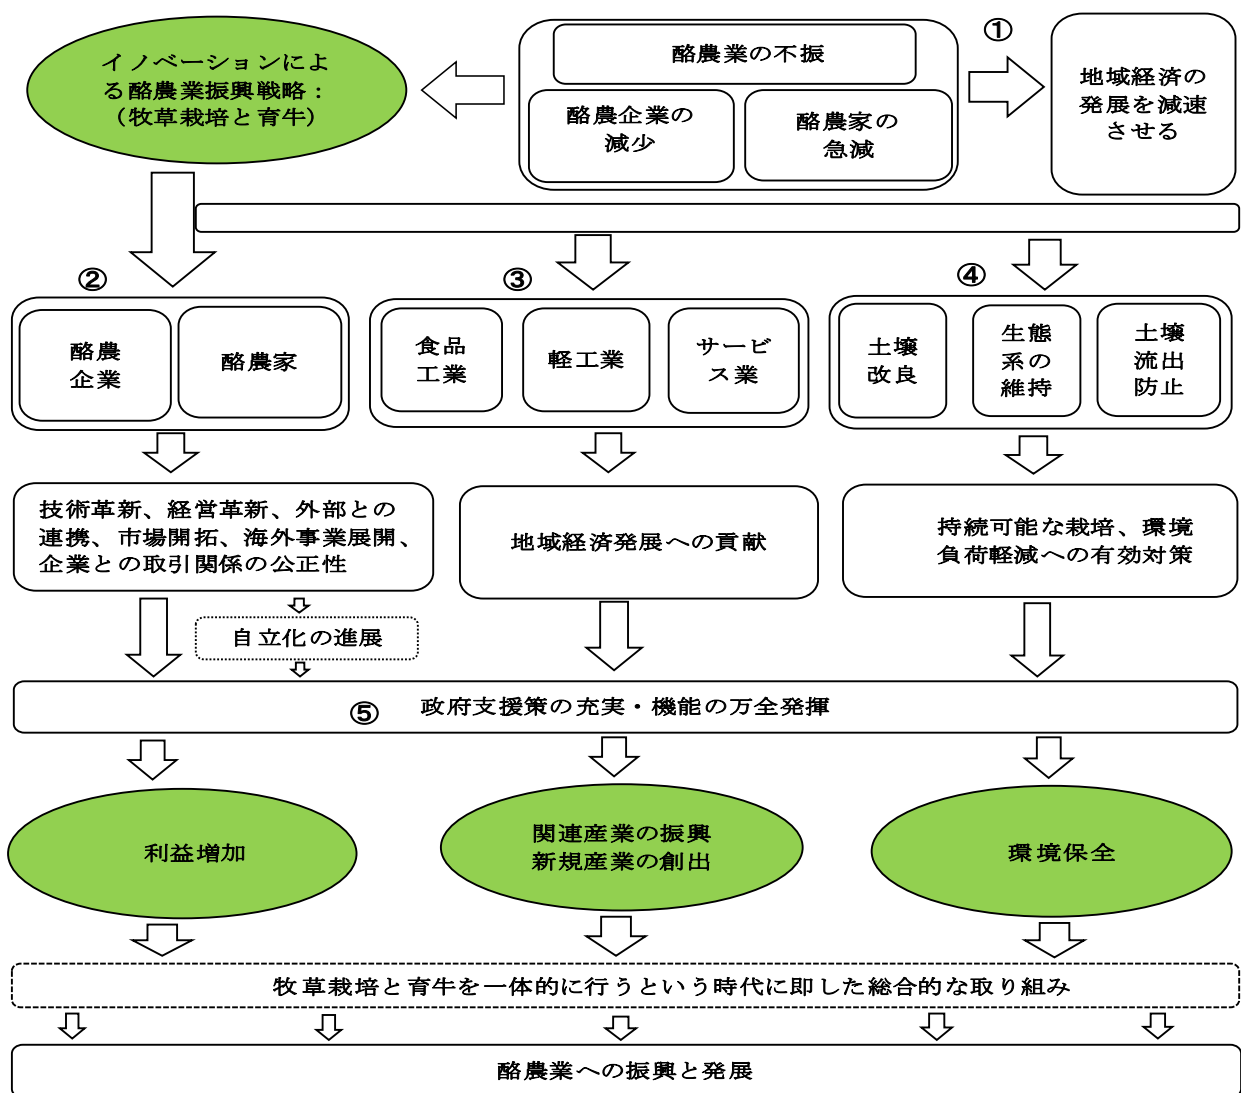 イノベーションによ
る酪農業振興戦略：
（牧草栽培と育牛）
酪農業の不振
酪農企業の
減少
酪農家の
急減
①
地域経済の
発展を減速
させる
②
酪農
企業
酪農家
③
食品
工業
軽工業
サービ
ス業
④
土壌
改良
生態
系の
維持
土壌
流出
防止
技術革新、経営革新、外部との
連携、市場開拓、海外事業展開、
企業との取引関係の公正性
地域経済発展への貢献
持続可能な栽培、環境
負荷軽減への有効対策
自立化の進展
⑤
政府支援策の充実・機能の万全発揮
利益増加
関連産業の振興
新規産業の創出
環境保全
牧草栽培と育牛を一体的に行うという時代に即した総合的な取り組み
酪農業への振興と発展